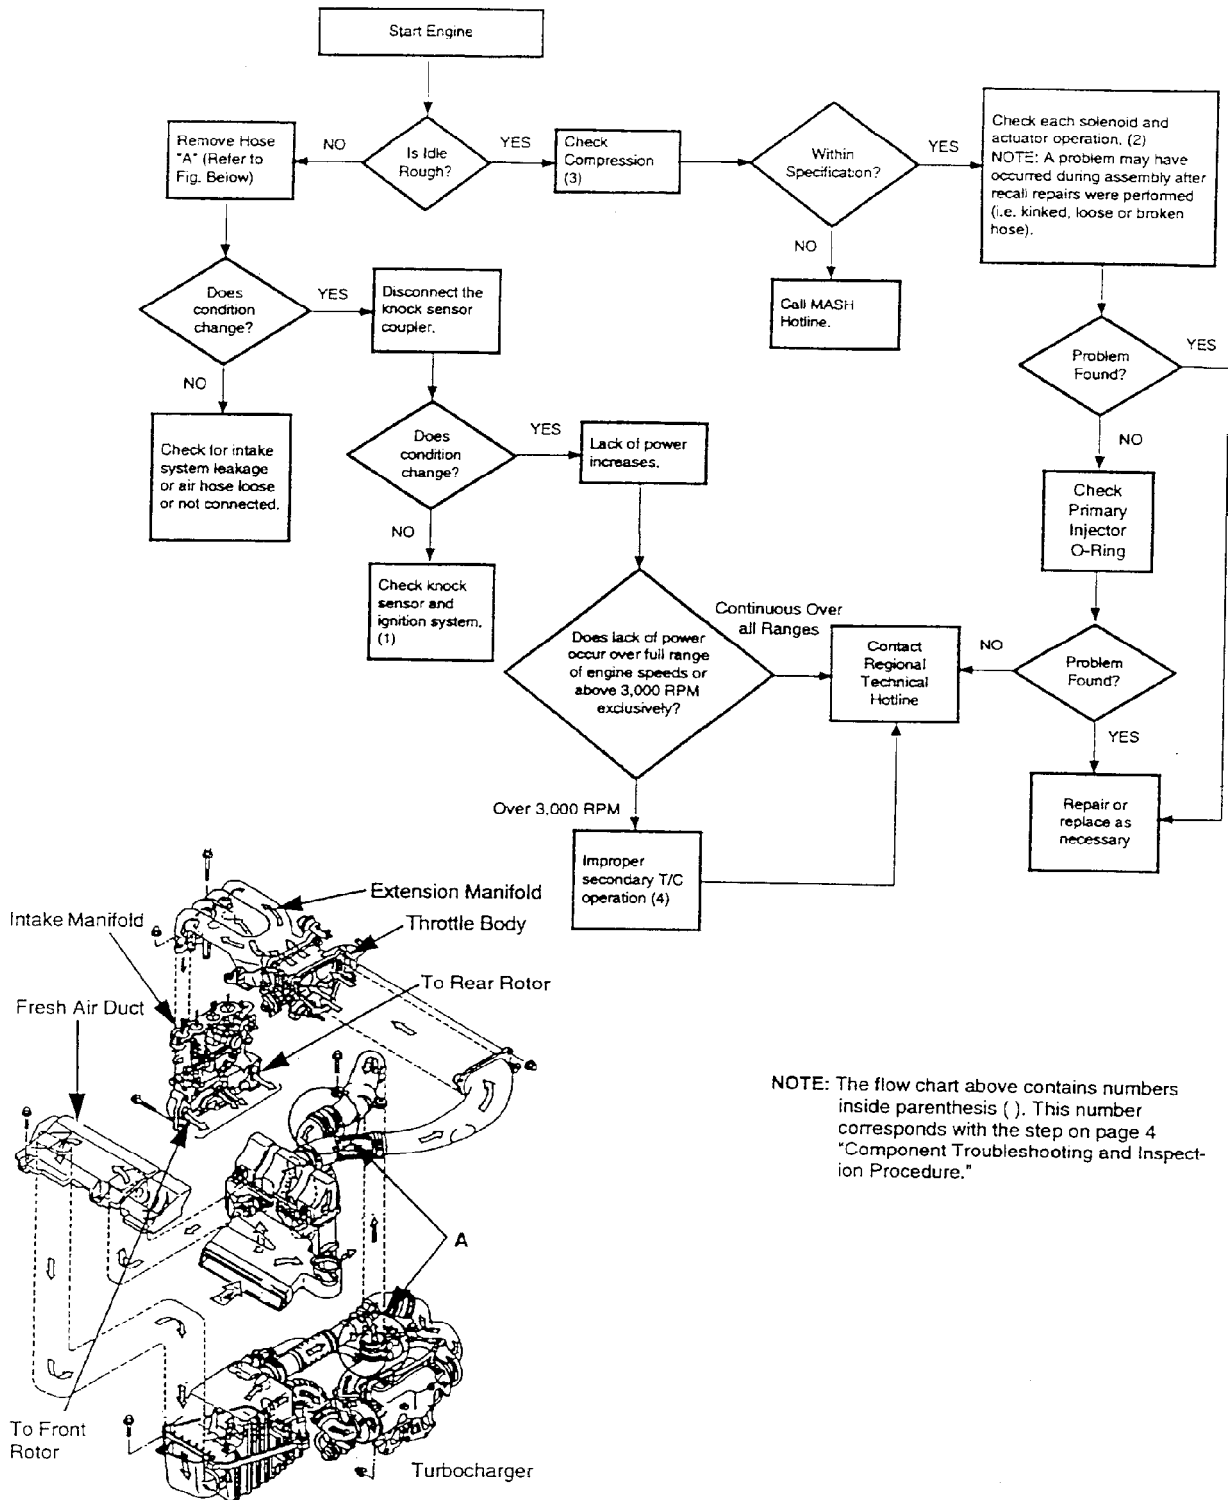 Start Engine
Remove Hose
"A" (Refer to
Fig. Below)
NO
Is Idle
Rough?
YES
Check
Compression
(3)
Within
Specification?
YES
Check each solenoid and
actuator operation. (2)
NOTE: A problem may have
occurred during assembly after
recall repairs were performed
(i.e. kinked, loose or broken
hose).
NO
Call MASH
Hotline.
Does
condition
change?
YES
Disconnect the
knock sensor
coupler.
NO
Check for intake
system leakage
or air hose loose
or not connected.
Does
condition
change?
YES
Lack of power
increases.
NO
Check knock
sensor and
ignition system.
(1)
Problem
Found?
YES
NO
Check
Primary
Injector
O-Ring
Does lack of power
occur over full range
of engine speeds or
above 3,000 RPM
exclusively?
Continuous Over
all Ranges
Contact
Regional
Technical
Hotline
NO
Problem
Found?
YES
Repair or
replace as
necessary
Over 3,000 RPM
Improper
secondary T/C
operation (4)
Extension Manifold
Intake Manifold
Throttle Body
To Rear Rotor
Fresh Air Duct
A
To Front
Rotor
Turbocharger
NOTE: The flow chart above contains numbers
inside parenthesis ( ). This number
corresponds with the step on page 4
"Component Troubleshooting and Inspect-
ion Procedure."